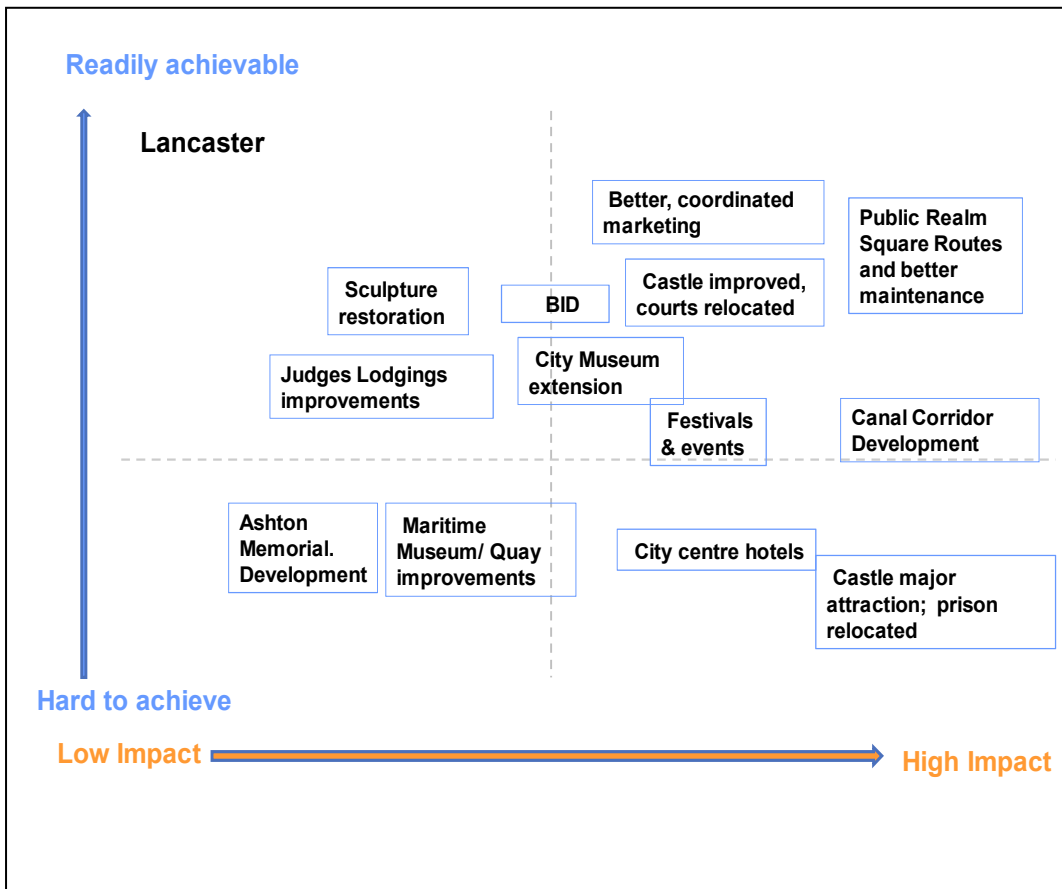 Readily achievable
Lancaster
Better, coordinated
marketing
Public Realm
Square Routes
and better
maintenance
Sculpture
restoration
BID
Castle improved,
courts relocated
Judges Lodgings
improvements
City Museum
extension
Festivals
& events
Canal Corridor
Development
Ashton
Memorial.
Development
Maritime
Museum/ Quay
improvements
City centre hotels
Castle major
attraction; prison
relocated
Hard to achieve
Low Impact
High Impact